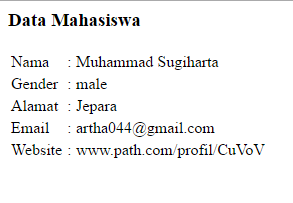 Data Mahasiswa
Nama : Muhammad Sugiharta
Gender : male
Alamat : Jepara
Email : artha044@gmail.com
Website : www.path.com/profil/CuVoV